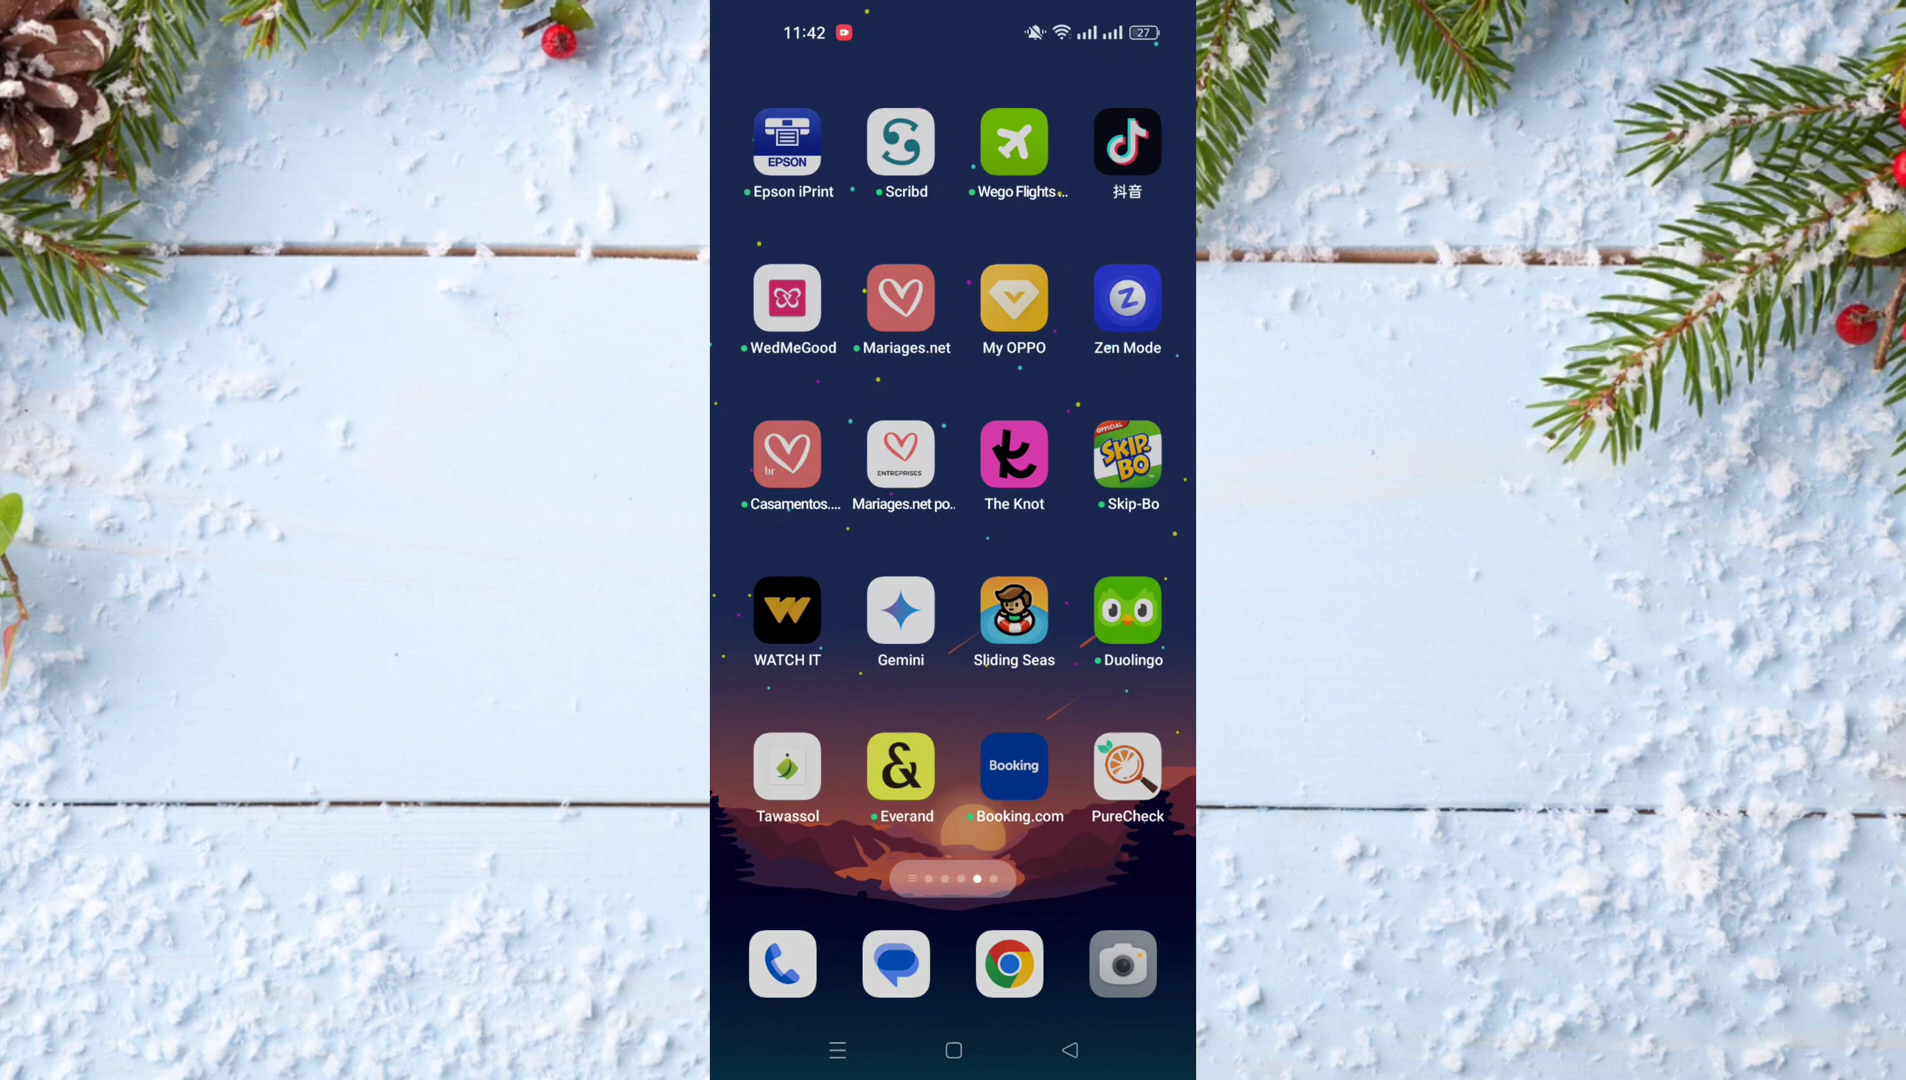 11:42
27
EPSON
Epson iPrint
Scribd
Wego Flights ...
抖音
WedMeGood
Mariages.net
My OPPO
Z
Zen Mode
br
Casamentos....
ENTREPRISES
Mariages.net po..
k
The Knot
OFFICIAL
SKIP-BO
Skip-Bo
W
WATCH IT
Gemini
Sliding Seas
Duolingo
Tawassol
&
Everand
Booking
Booking.com
PureCheck